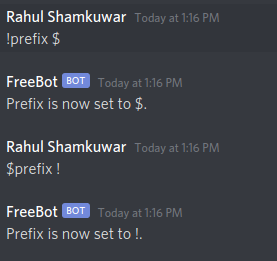 Rahul Shamkuwar Today at 1:16 PM
!prefix $
FreeBot BOT Today at 1:16 PM
Prefix is now set to $.
Rahul Shamkuwar Today at 1:16 PM
$prefix !
FreeBot BOT Today at 1:16 PM
Prefix is now set to !.